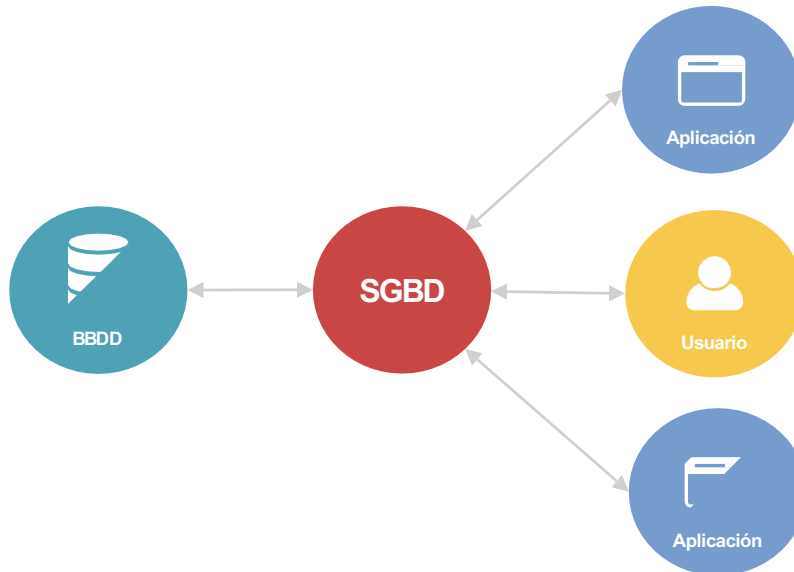 Aplicación
BBDD
SGBD
Usuario
Aplicación